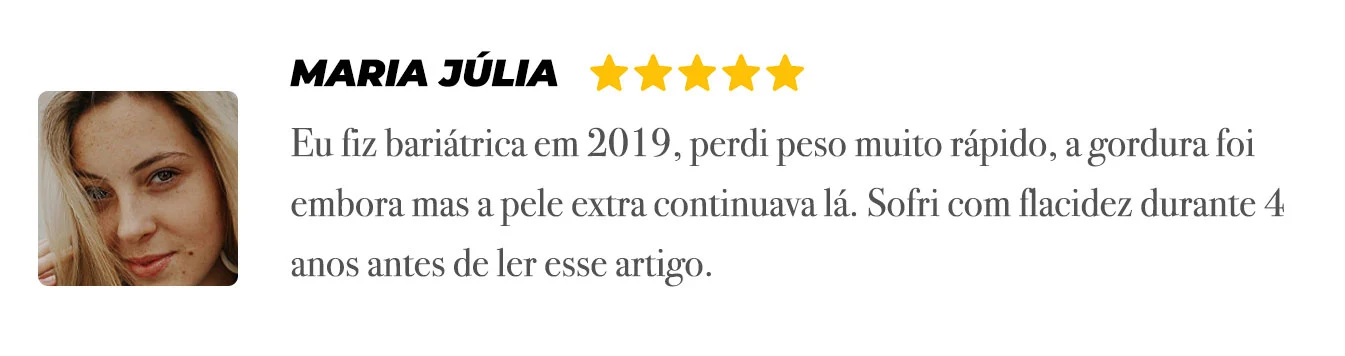 MARIA JÚLIA
Eu fiz bariátrica em 2019, perdi peso muito rápido, a gordura foi
embora mas a pele extra continuava lá. Sofri com flacidez durante 4
anos antes de ler esse artigo.